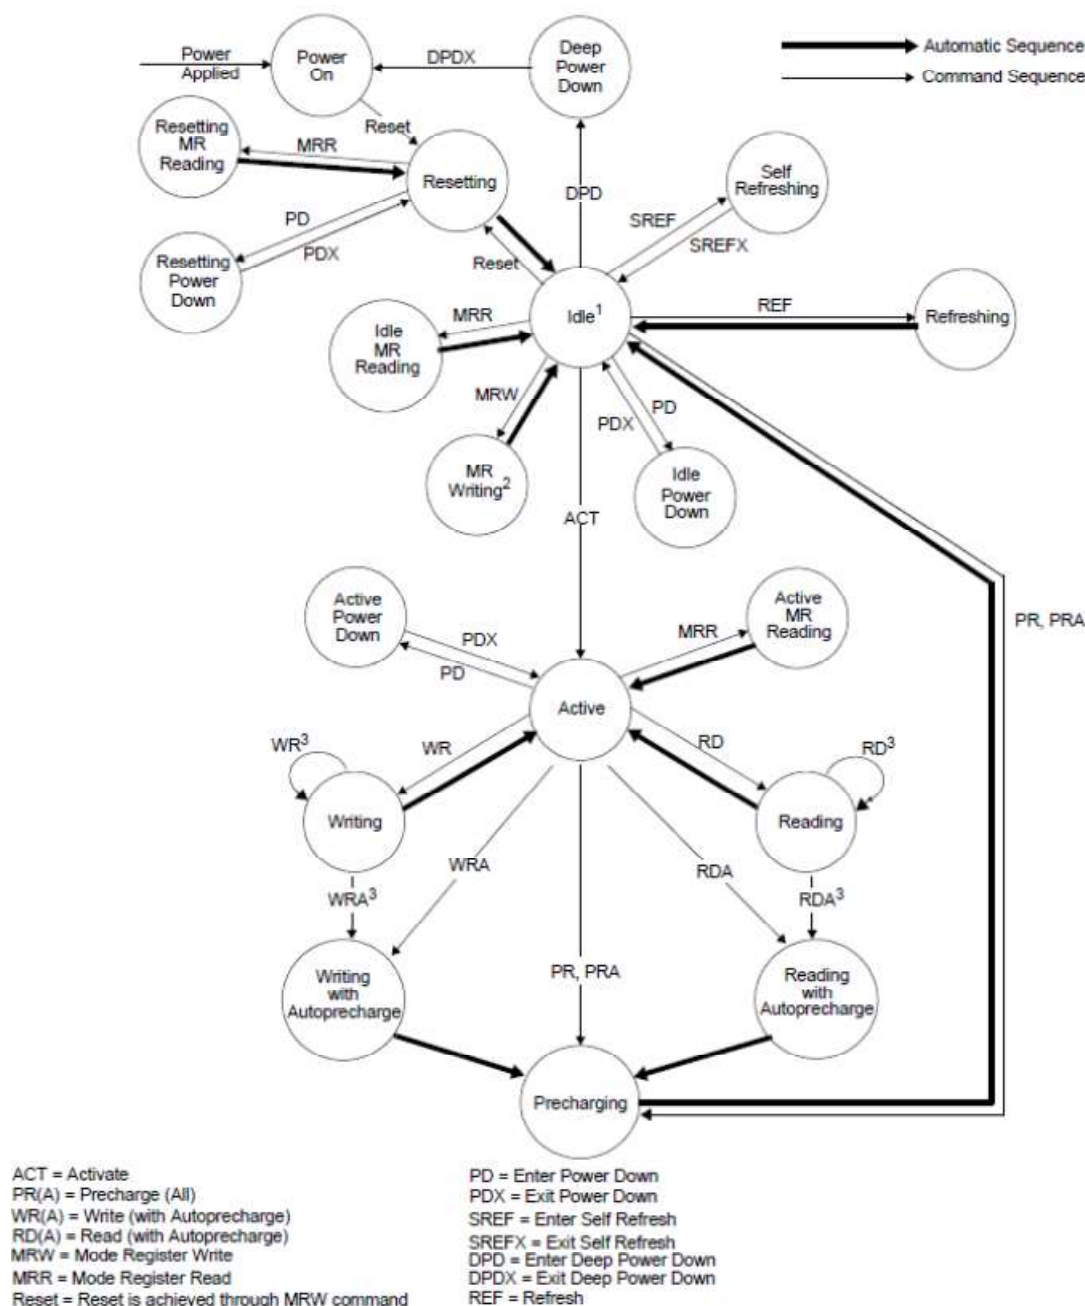 Power
Applied
Power
On
DPDX
Deep
Power
Down
Automatic Sequence
Command Sequence
Reset
Resetting
MR
Reading
MRR
Resetting
DPD
Self
Refreshing
SREF
SREFX
PD
PDX
Resetting
Power
Down
Reset
Idle¹
MRR
Idle
MR
Reading
REF
Refreshing
MRW
PD
PDX
MR
Writing²
Idle
Power
Down
ACT
Active
Power
Down
PDX
PD
MRR
Active
MR
Reading
PR, PRA
Active
WR³
WR
RD
RD³
Writing
Reading
WRA
RDA
WRA³
RDA³
Writing
with
Autoprecharge
PR, PRA
Reading
with
Autoprecharge
Precharging
ACT = Activate
PR(A) = Precharge (All)
WR(A) = Write (with Autoprecharge)
RD(A) = Read (with Autoprecharge)
MRW = Mode Register Write
MRR = Mode Register Read
Reset = Reset is achieved through MRW command
PD = Enter Power Down
PDX = Exit Power Down
SREF = Enter Self Refresh
SREFX = Exit Self Refresh
DPD = Enter Deep Power Down
DPDX = Exit Deep Power Down
REF = Refresh